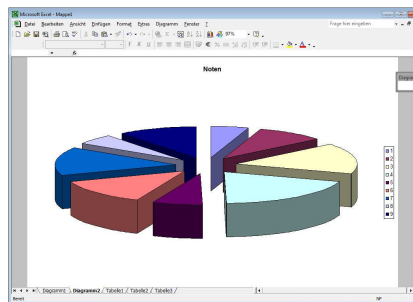 Microsoft Excel - Mappe1
Datei Bearbeiten Ansicht Einfügen Format Extras Diagramm Fenster ?
Frage hier eingeben
97%
F K U
Noten
1
2
3
4
5
6
7
8
9
Diagramm1 Diagramm2 Tabelle1 Tabelle2 Tabelle3
Bereit
NF